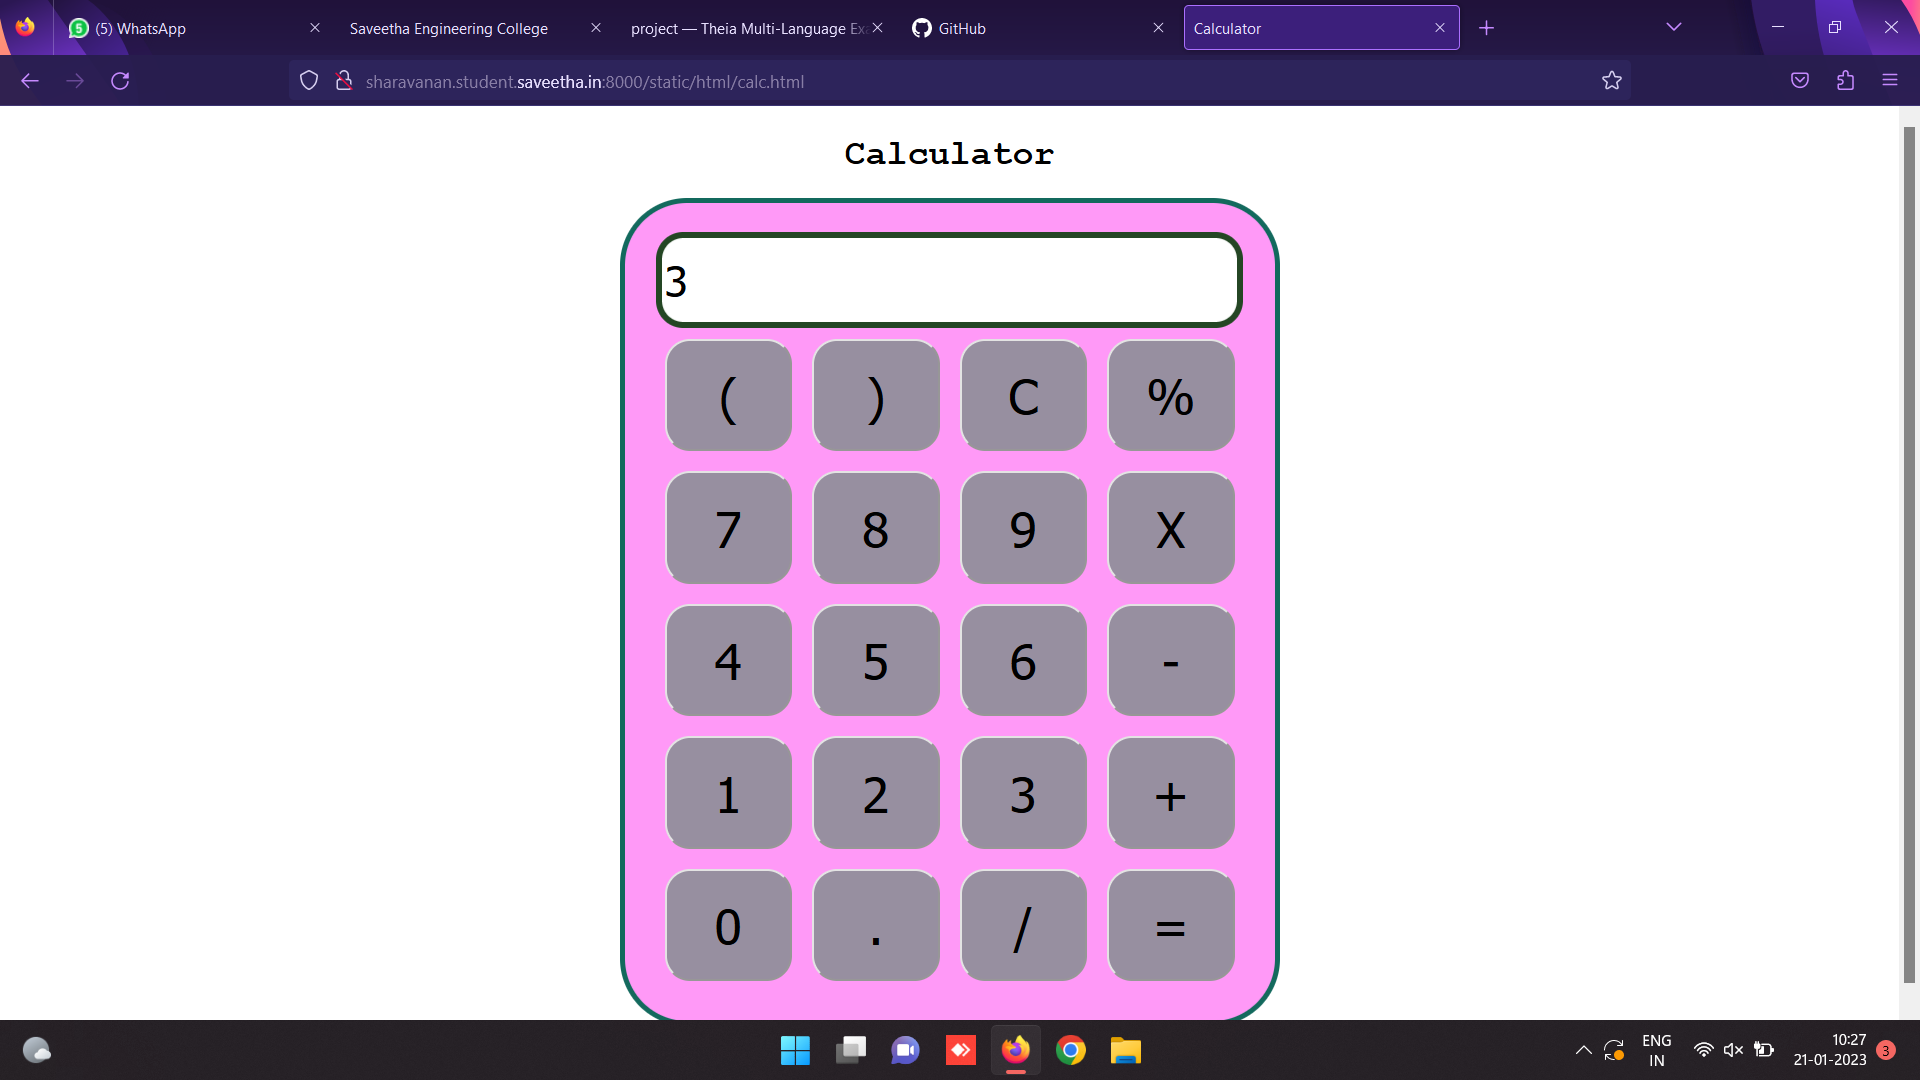 5 (5) WhatsApp
Saveetha Engineering College
project — Theia Multi-Language Ex
GitHub
Calculator
sharavanan.student.saveetha.in:8000/static/html/calc.html
Calculator
3
( ) C %
7 8 9 X
4 5 6 -
1 2 3 +
0 . / =
ENG
IN
10:27
21-01-2023
3